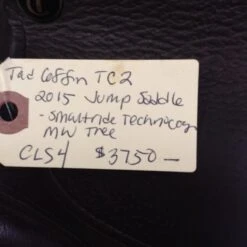 Tad Coffin TC2
2015 Jump Saddle
- Smartride Technology
MW Tree
CLS4 $3750—